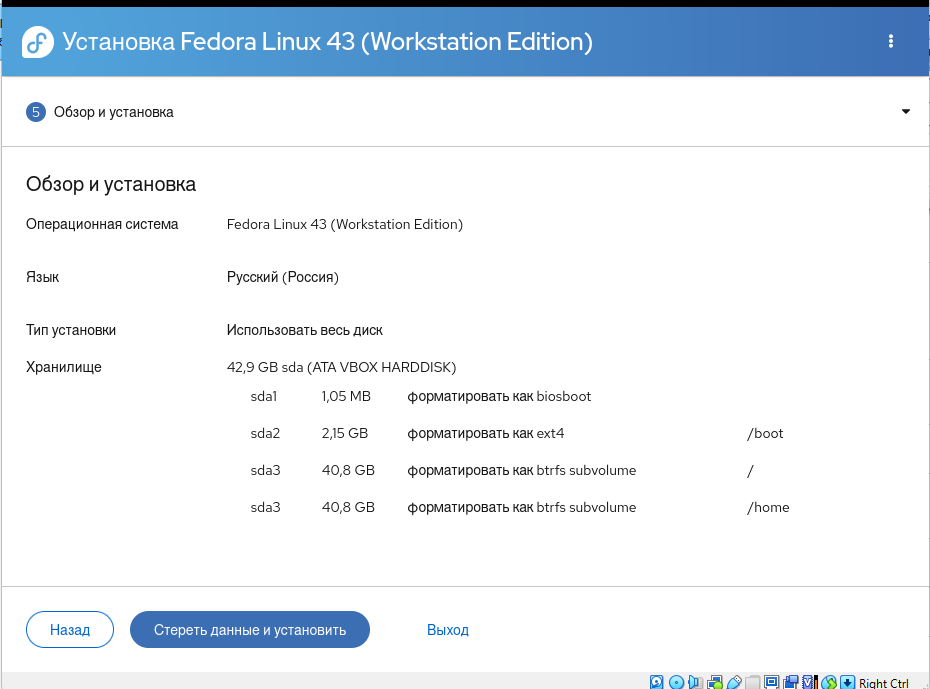 Установка Fedora Linux 43 (Workstation Edition)
5 Обзор и установка
Обзор и установка
Операционная система Fedora Linux 43 (Workstation Edition)
Язык Русский (Россия)
Тип установки Использовать весь диск
Хранилище 42,9 GB sda (ATA VBOX HARDDISK)
sda1 1,05 MB форматировать как biosboot
sda2 2,15 GB форматировать как ext4 /boot
sda3 40,8 GB форматировать как btrfs subvolume /
sda3 40,8 GB форматировать как btrfs subvolume /home
Назад Стереть данные и установить Выход
Right Ctrl